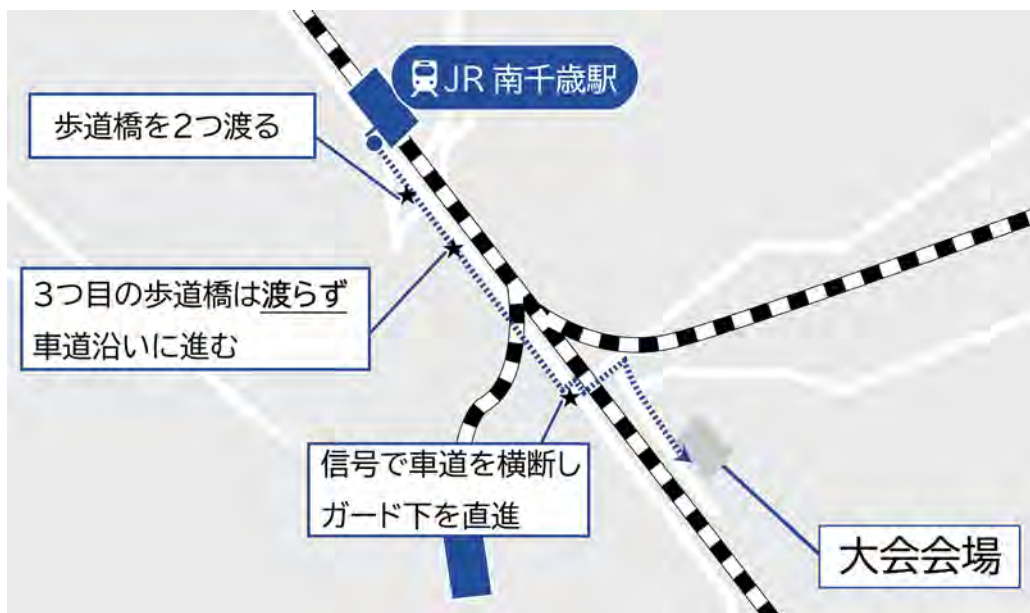 JR 南千歳駅
歩道橋を2つ渡る
3つ目の歩道橋は渡らず
車道沿いに進む
信号で車道を横断し
ガード下を直進
大会会場